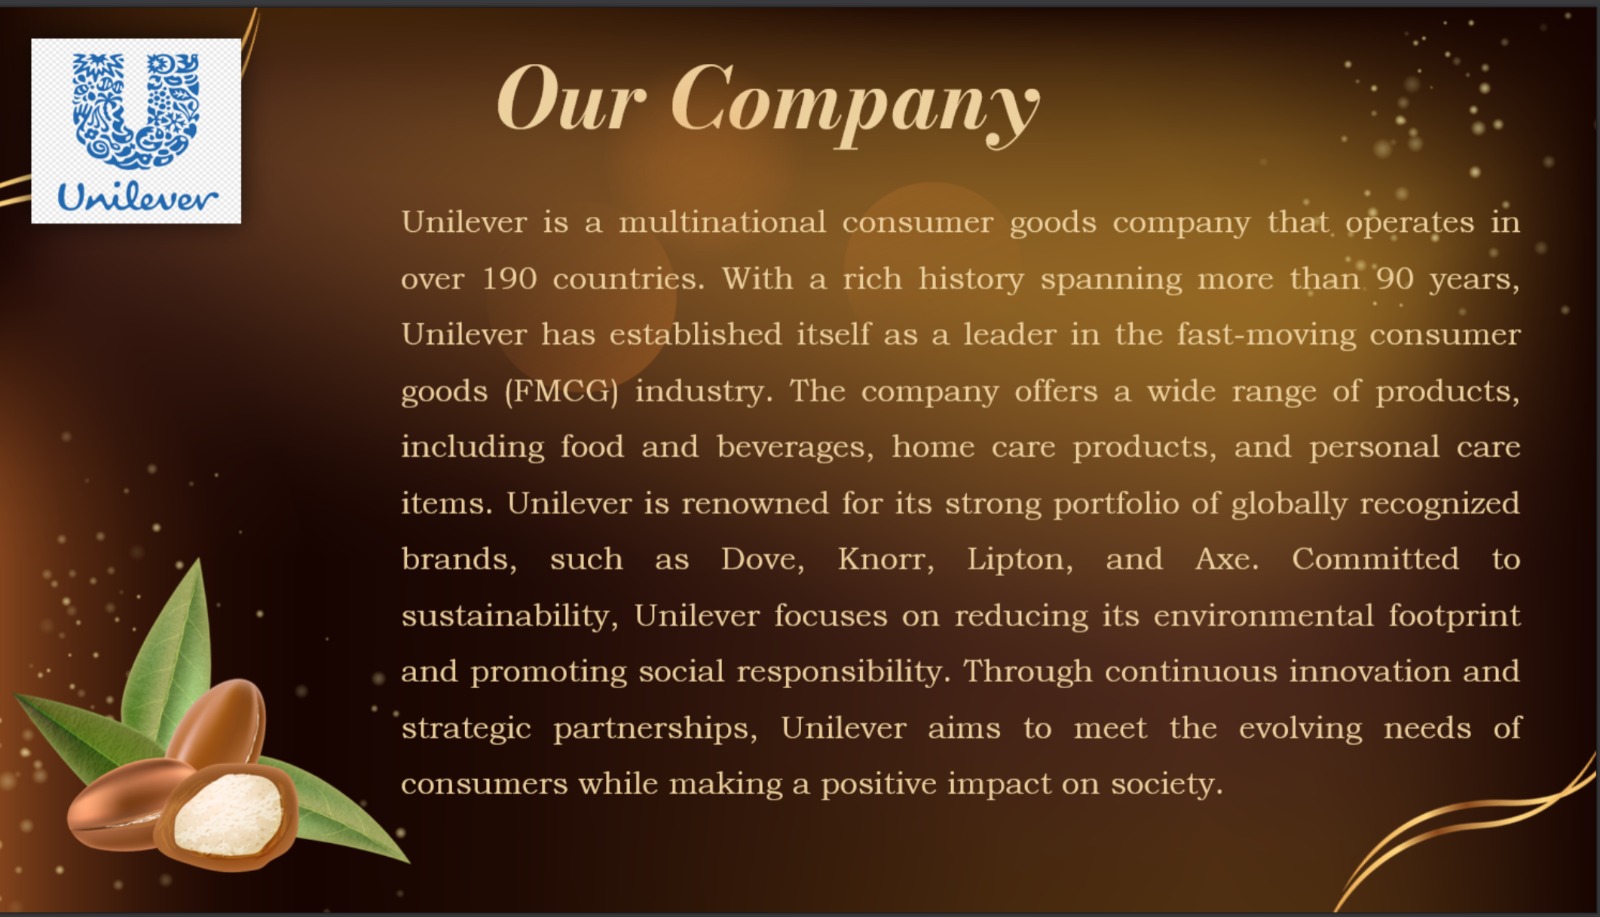 Unilever
Our Company
Unilever is a multinational consumer goods company that operates in
over 190 countries. With a rich history spanning more than 90 years,
Unilever has established itself as a leader in the fast-moving consumer
goods (FMCG) industry. The company offers a wide range of products,
including food and beverages, home care products, and personal care
items. Unilever is renowned for its strong portfolio of globally recognized
brands, such as Dove, Knorr, Lipton, and Axe. Committed to
sustainability, Unilever focuses on reducing its environmental footprint
and promoting social responsibility. Through continuous innovation and
strategic partnerships, Unilever aims to meet the evolving needs of
consumers while making a positive impact on society.